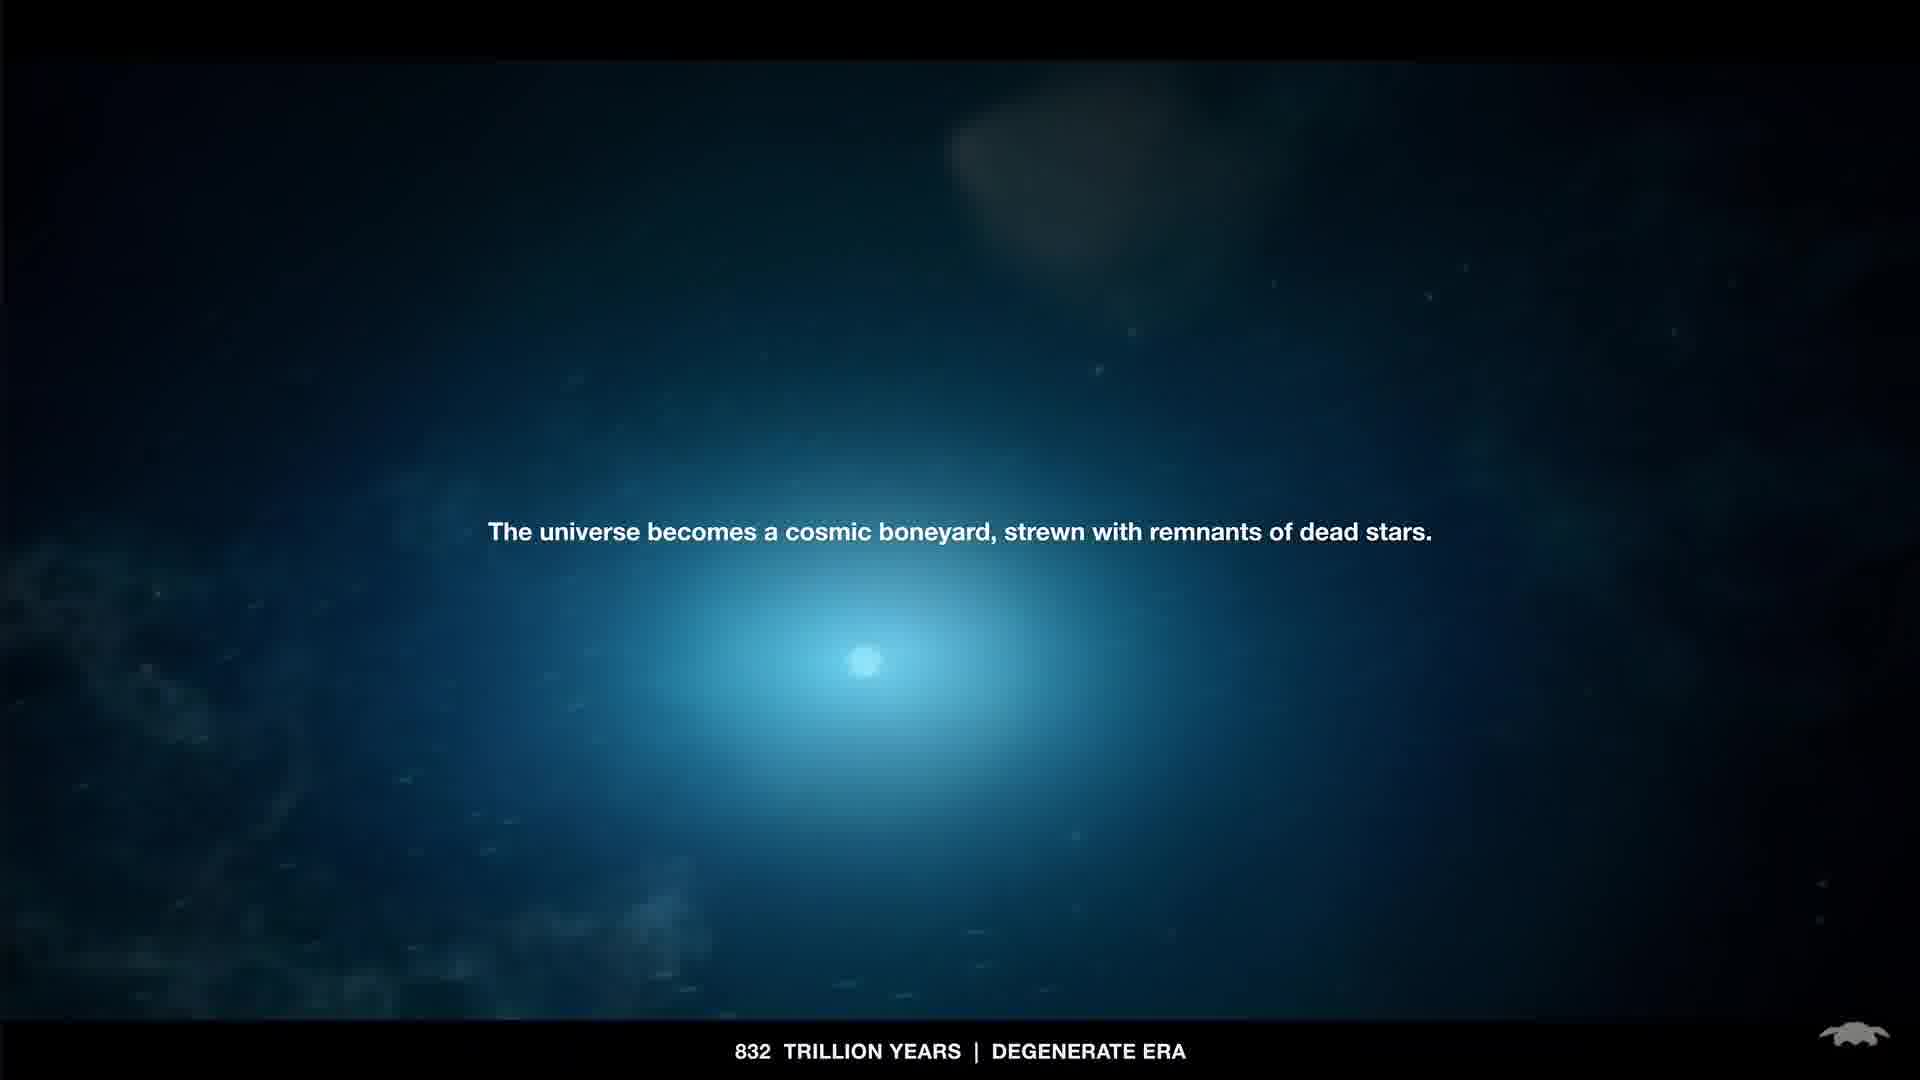 The universe becomes a cosmic boneyard, strewn with remnants of dead stars.
832 TRILLION YEARS | DEGENERATE ERA